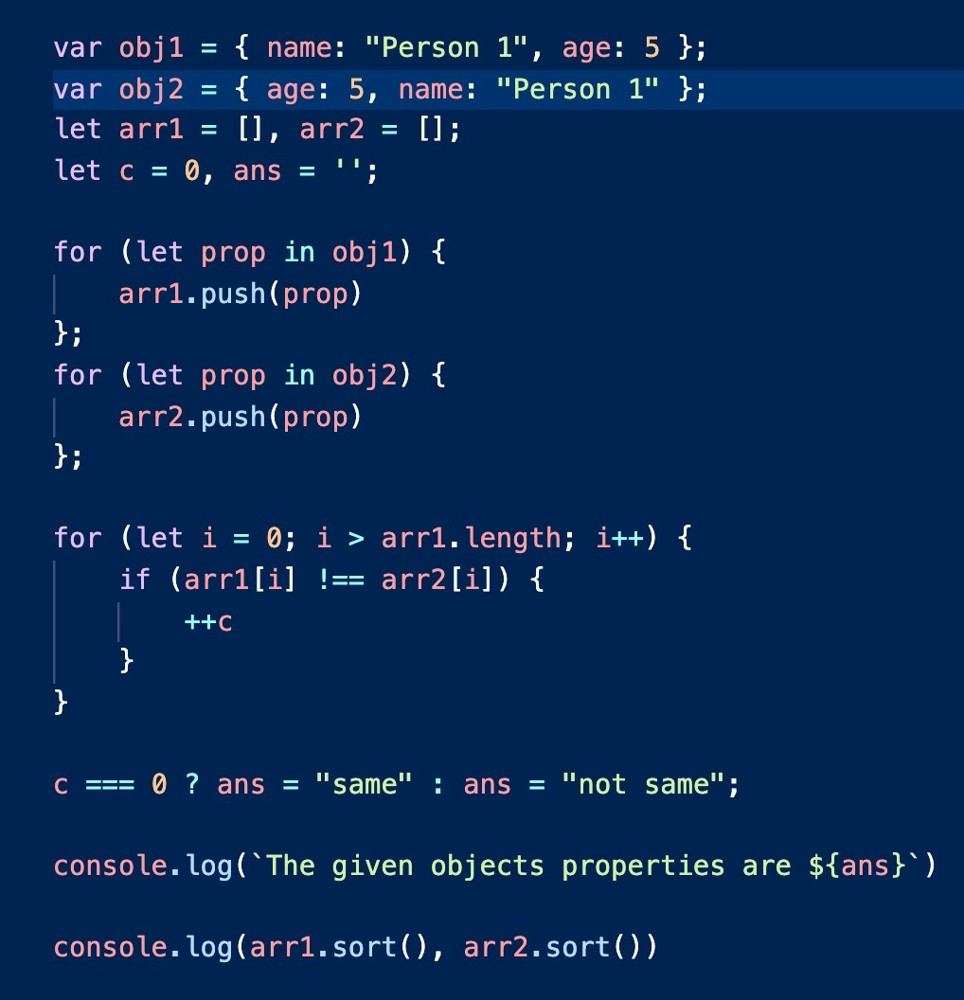 var obj1 = { name: "Person 1", age: 5 };
var obj2 = { age: 5, name: "Person 1" };
let arr1 = [], arr2 = [];
let c = 0, ans = '';

for (let prop in obj1) {
    arr1.push(prop)
};
for (let prop in obj2) {
    arr2.push(prop)
};

for (let i = 0; i > arr1.length; i++) {
    if (arr1[i] !== arr2[i]) {
        ++c
    }
}

c === 0 ? ans = "same" : ans = "not same";

console.log(`The given objects properties are ${ans}`)

console.log(arr1.sort(), arr2.sort())